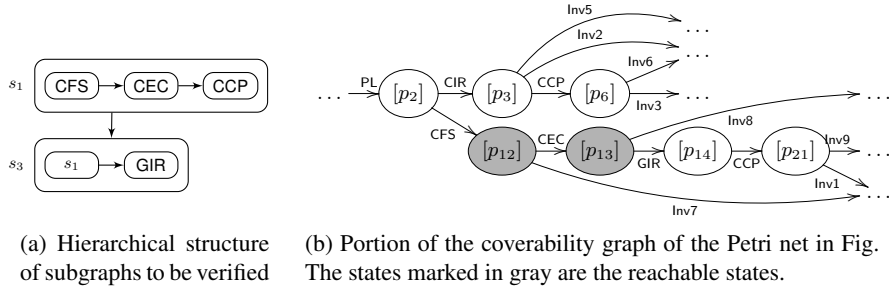 s1 CFS CEC CCP
s3 s1 GIR
Inv5
...
Inv2
...
Inv6
... PL [p2] CIR [p3] CCP [p6] Inv3 ...
CFS
Inv8 ...
[p12] CEC [p13] GIR [p14] CCP [p21] Inv9 ...
Inv1
Inv7 ...
(a) Hierarchical structure
of subgraphs to be verified
(b) Portion of the coverability graph of the Petri net in Fig.
The states marked in gray are the reachable states.